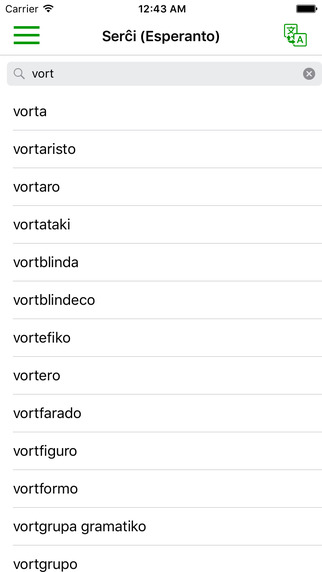 Carrier 12:43 AM
Serĉi (Esperanto)
vort
vorta
vortaristo
vortaro
vortataki
vortblinda
vortblindeco
vortefiko
vortero
vortfarado
vortfiguro
vortformo
vortgrupa gramatiko
vortgrupo